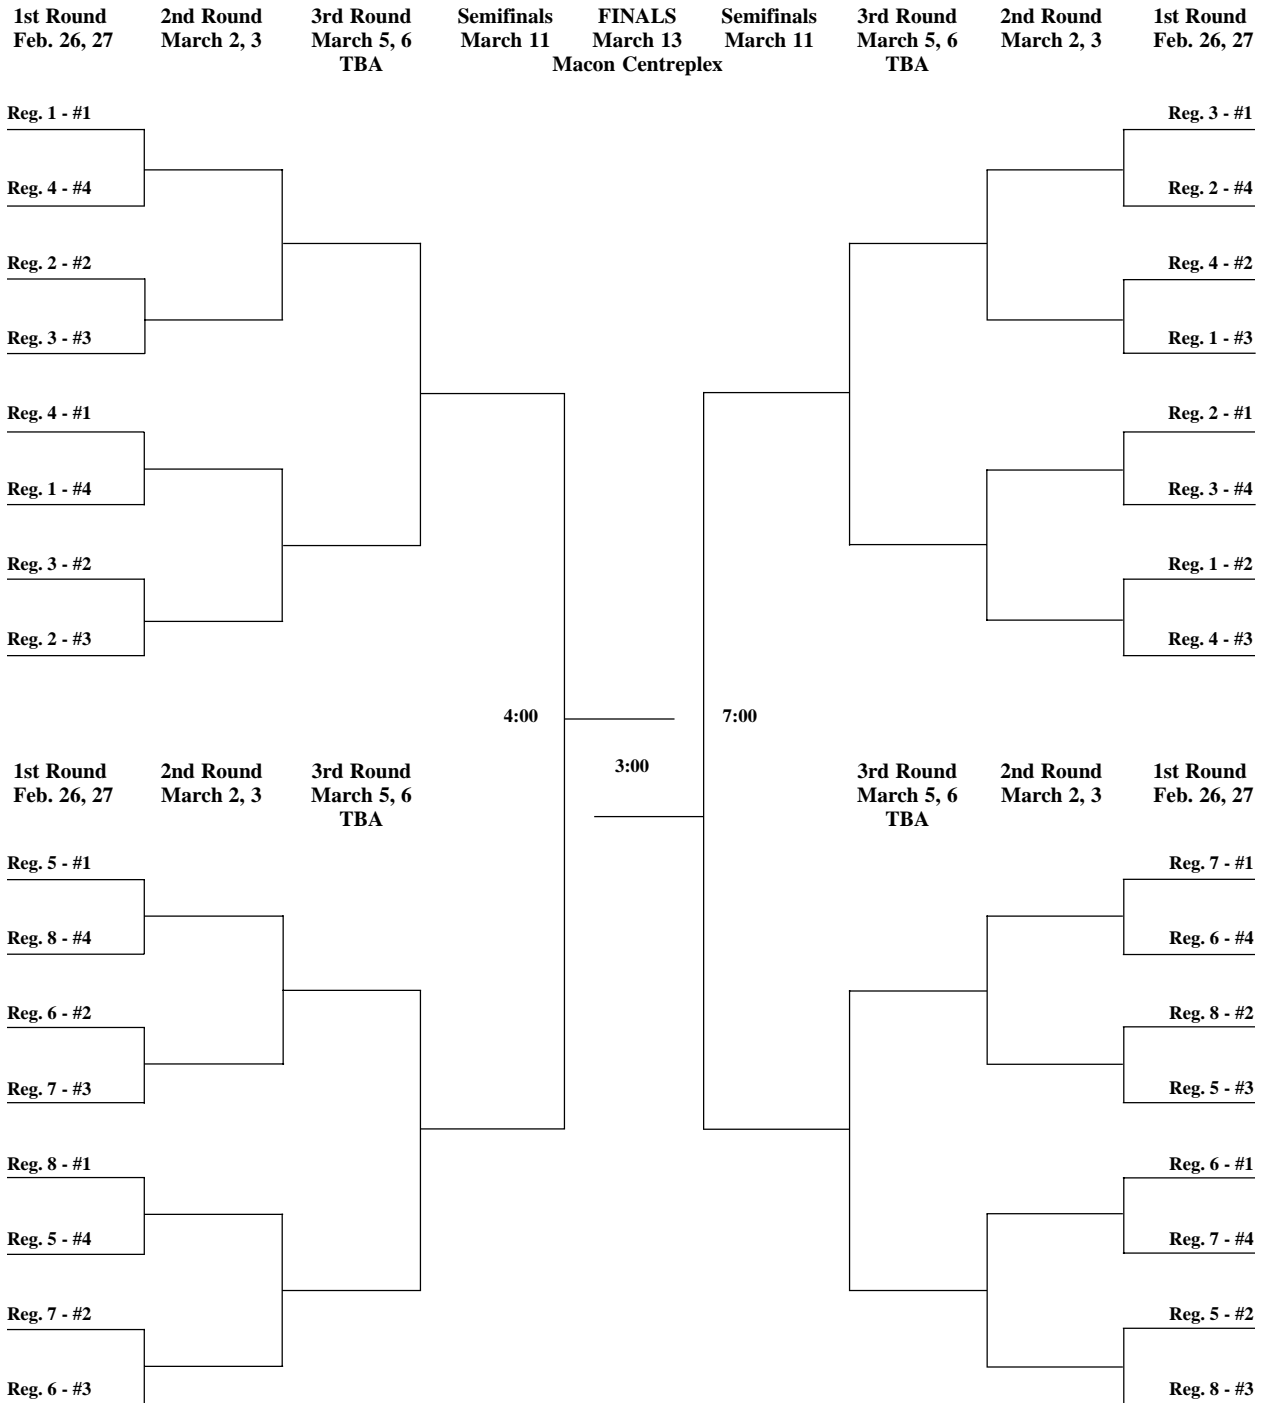 1st Round 2nd Round 3rd Round Semifinals FINALS Semifinals 3rd Round 2nd Round 1st Round
Feb. 26, 27 March 2, 3 March 5, 6 March 11 March 13 March 11 March 5, 6 March 2, 3 Feb. 26, 27
TBA Macon Centreplex TBA
Reg. 1 - #1 Reg. 3 - #1
Reg. 4 - #4 Reg. 2 - #4
Reg. 2 - #2 Reg. 4 - #2
Reg. 3 - #3 Reg. 1 - #3
Reg. 4 - #1 Reg. 2 - #1
Reg. 1 - #4 Reg. 3 - #4
Reg. 3 - #2 Reg. 1 - #2
Reg. 2 - #3 Reg. 4 - #3
4:00 7:00
3:00
1st Round 2nd Round 3rd Round 3rd Round 2nd Round 1st Round
Feb. 26, 27 March 2, 3 March 5, 6 March 5, 6 March 2, 3 Feb. 26, 27
TBA TBA
Reg. 5 - #1 Reg. 7 - #1
Reg. 8 - #4 Reg. 6 - #4
Reg. 6 - #2 Reg. 8 - #2
Reg. 7 - #3 Reg. 5 - #3
Reg. 8 - #1 Reg. 6 - #1
Reg. 5 - #4 Reg. 7 - #4
Reg. 7 - #2 Reg. 5 - #2
Reg. 6 - #3 Reg. 8 - #3